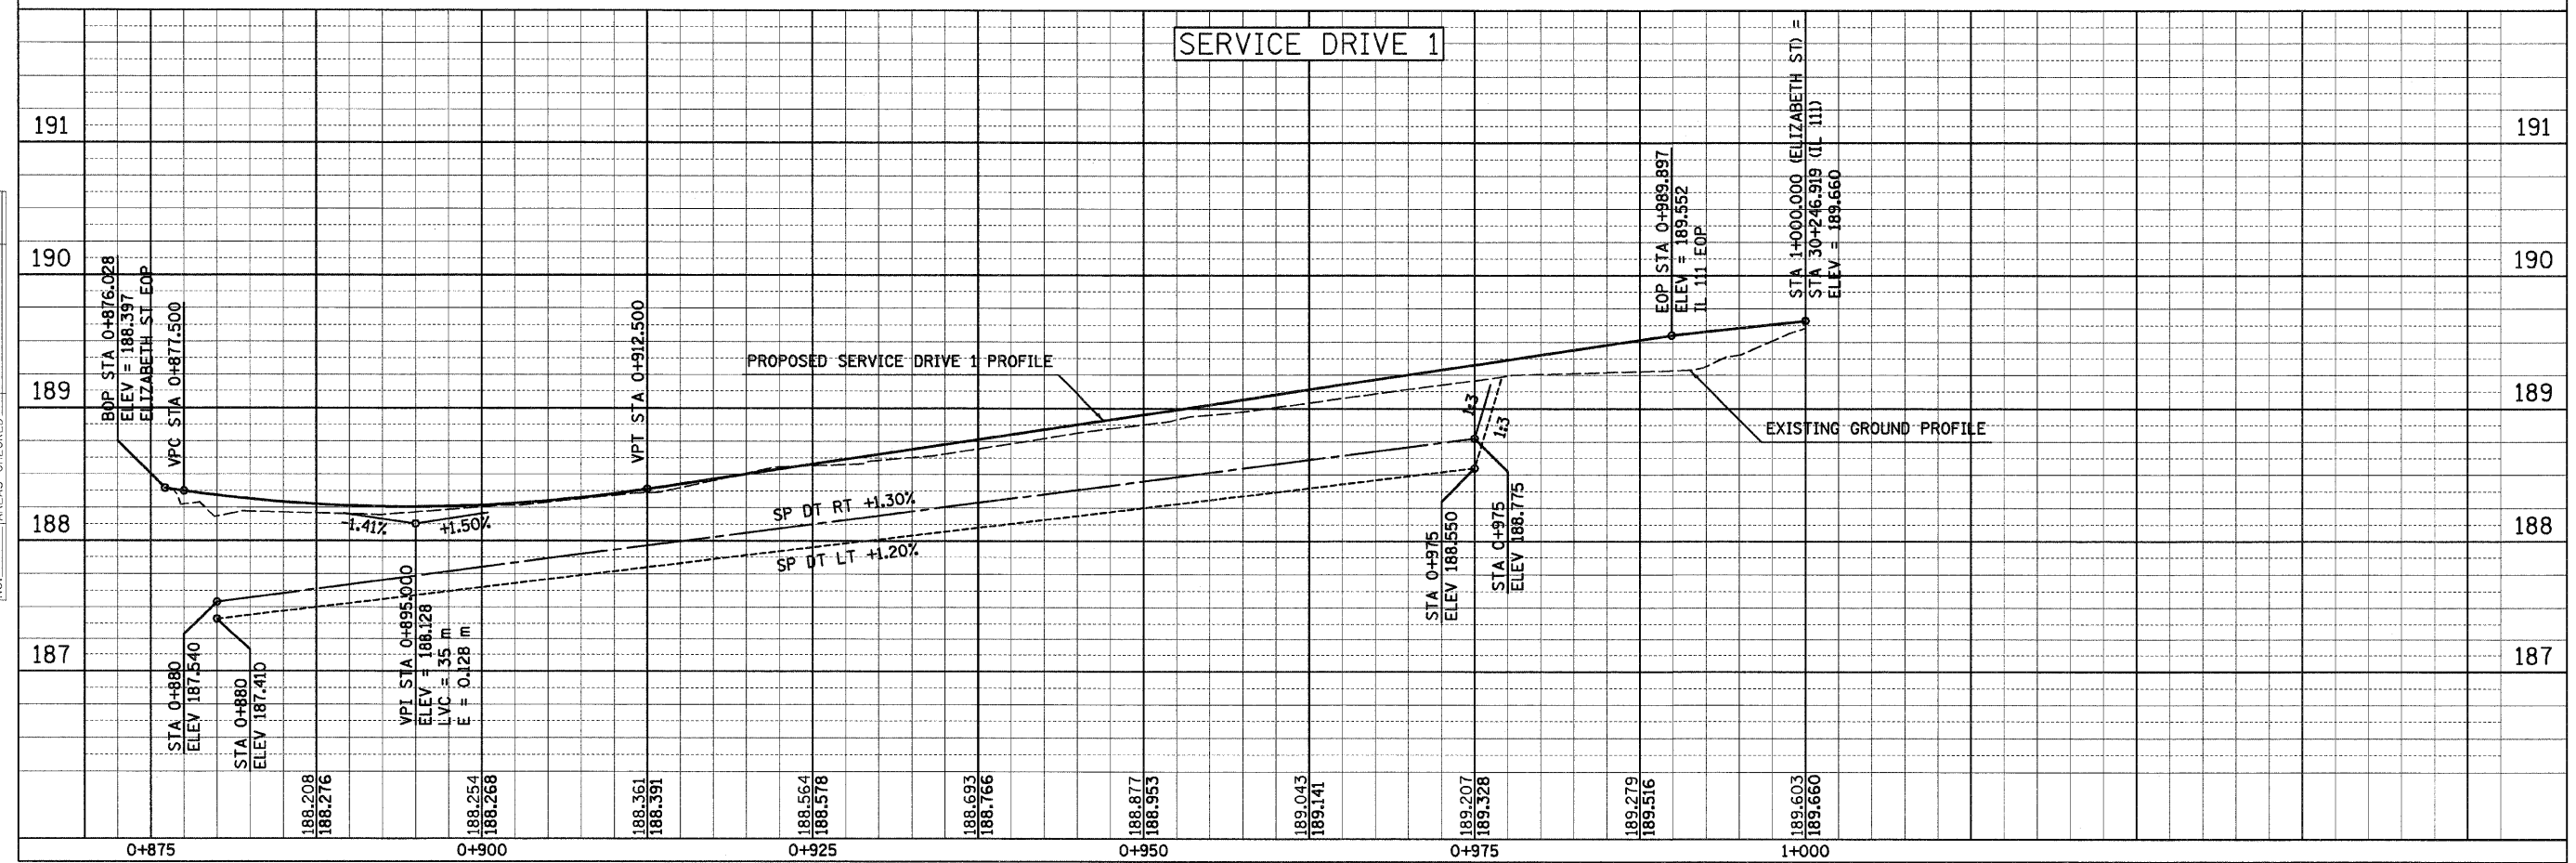 SERVICE DRIVE 1
191
191
190
190
189
189
188
188
187
187
BOP STA 0+876.028
ELEV = 188.397
ELIZABETH ST EOP
VPC STA 0+877.500
VPT STA 0+912.500
PROPOSED SERVICE DRIVE 1 PROFILE
EOP STA 0+989.897
ELEV = 189.552
IL 111 EOP
STA 1+000.000 (ELIZABETH ST) =
STA 30+246.919 (IL 111)
ELEV = 189.660
EXISTING GROUND PROFILE
1:3
1:3
-1.41%
+1.50%
SP DT RT +1.30%
SP DT LT +1.20%
STA 0+975
ELEV 188.550
STA 0+975
ELEV 188.775
STA 0+880
ELEV 187.540
STA 0+880
ELEV 187.410
VPI STA 0+895.000
ELEV = 188.128
LVC = 35 m
E = 0.128 m
188.208
188.276
188.254
188.268
188.361
188.391
188.564
188.578
188.693
188.766
188.877
188.953
189.043
189.141
189.207
189.328
189.279
189.516
189.603
189.660
0+875
0+900
0+925
0+950
0+975
1+000